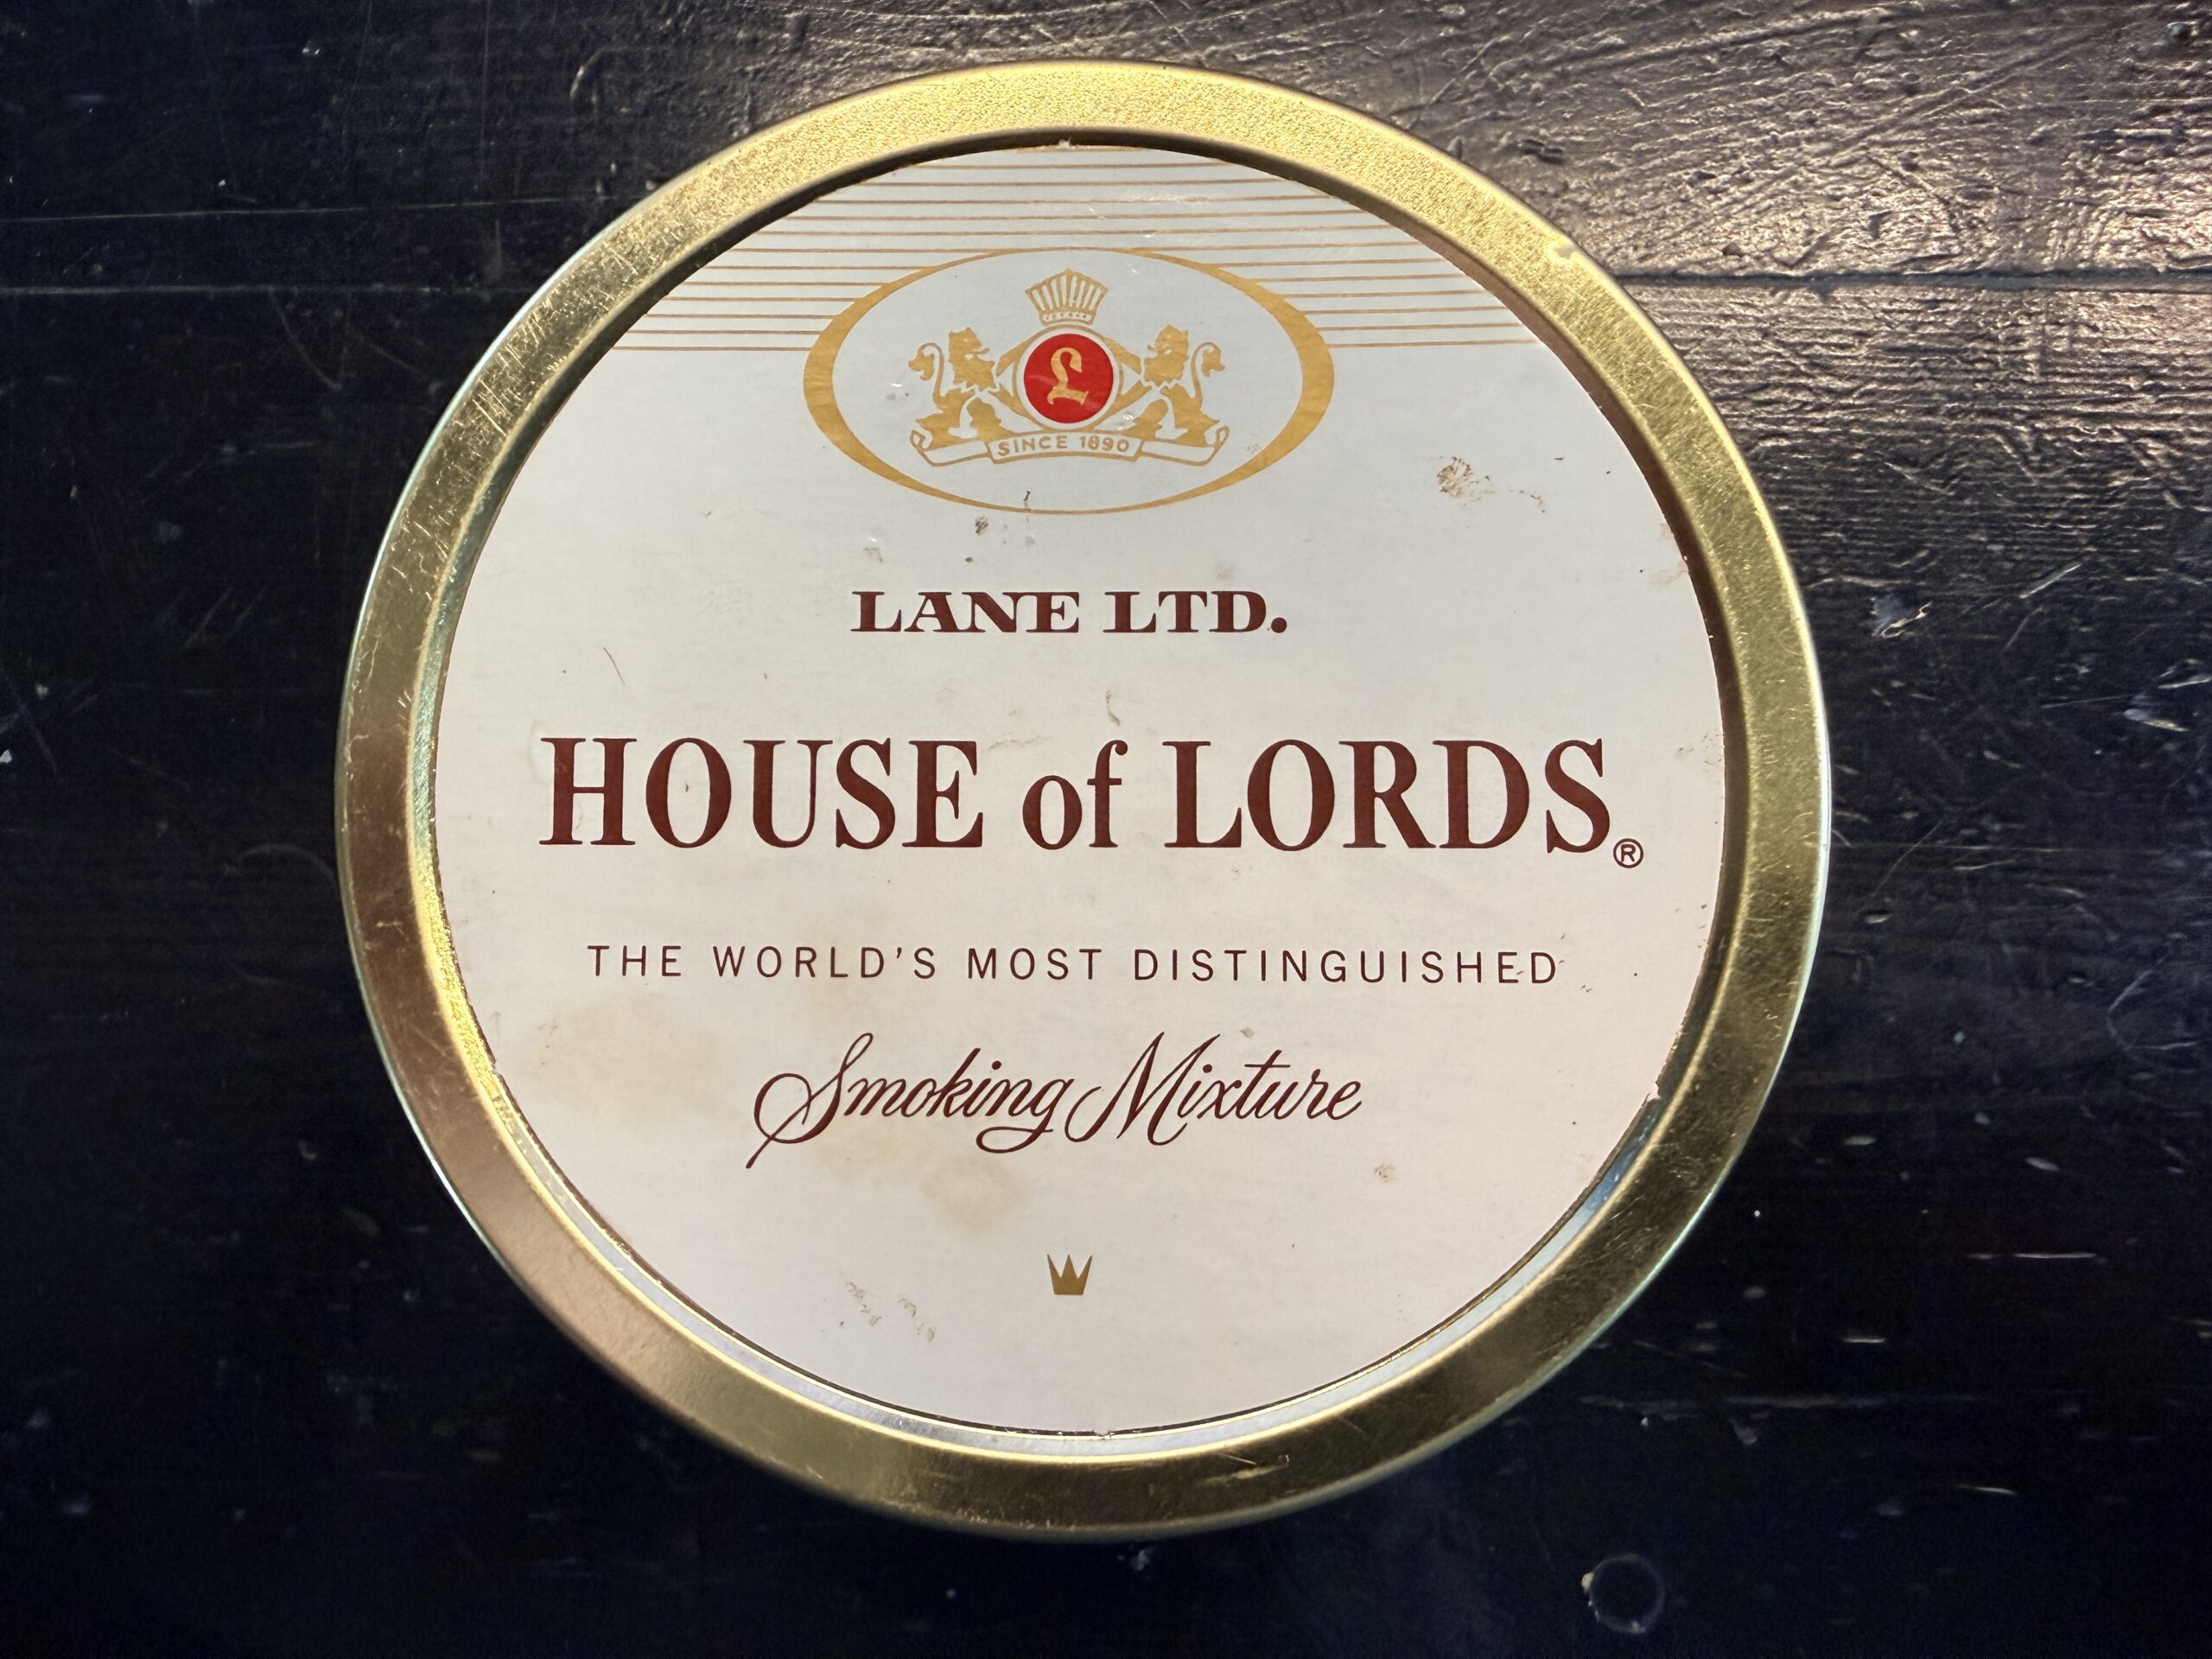 £
SINCE 1890
LANE LTD.
HOUSE of LORDS®
THE WORLD'S MOST DISTINGUISHED
Smoking Mixture